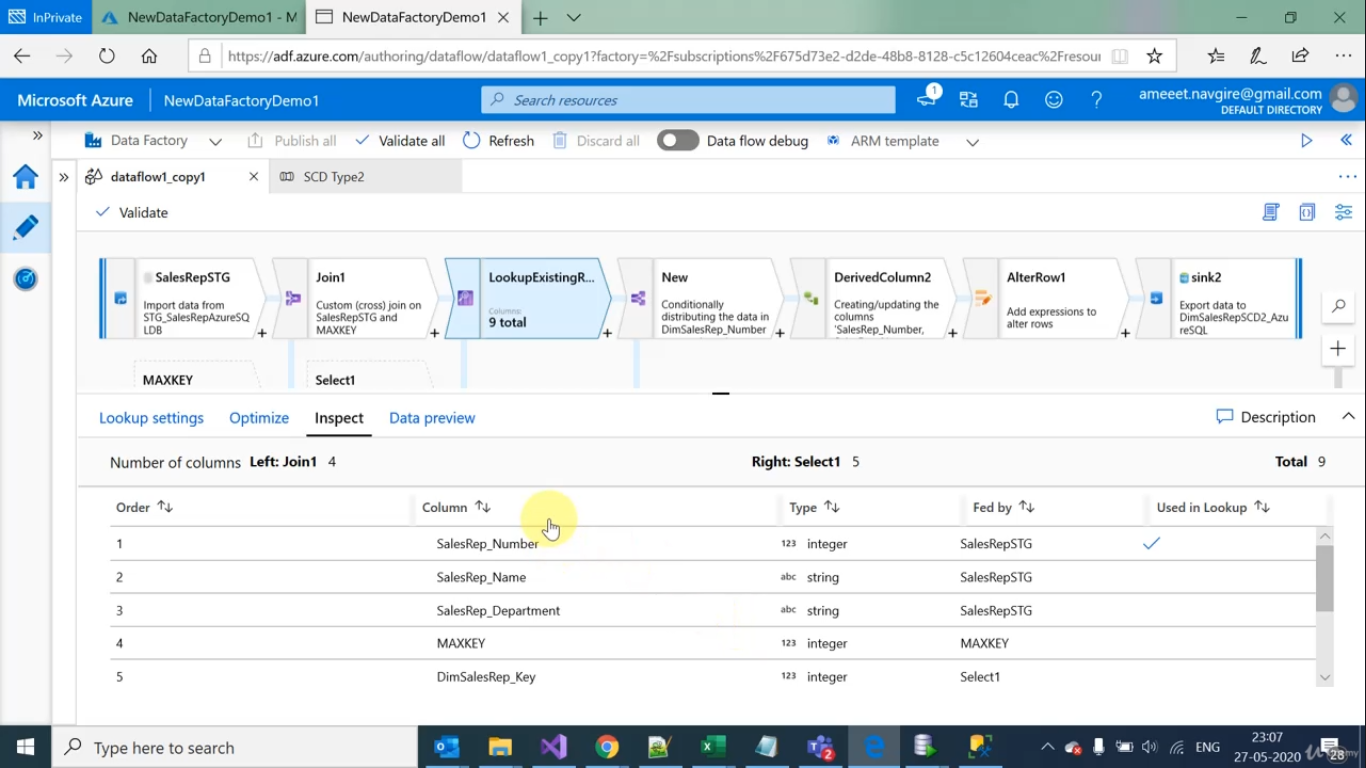 InPrivate
NewDataFactoryDemo1 - M
NewDataFactoryDemo1
https://adf.azure.com/authoring/dataflow/dataflow1_copy1?factory=%2Fsubscriptions%2F675d73e2-d2de-48b8-8128-c5c12604ceac%2Fresour
Microsoft Azure
NewDataFactoryDemo1
Search resources
1
ameeet.navgire@gmail.com
DEFAULT DIRECTORY
Data Factory
Publish all
Validate all
Refresh
Discard all
Data flow debug
ARM template
dataflow1_copy1
SCD Type2
Validate
SalesRepSTG
Import data from
STG_SalesRepAzureSQ
LDB
Join1
Custom (cross) join on
SalesRepSTG and
MAXKEY
LookupExistingR...
Columns:
9 total
New
Conditionally
distributing the data in
DimSalesRep_Number
DerivedColumn2
Creating/updating the
columns
'SalesRep_Number,
AlterRow1
Add expressions to
alter rows
sink2
Export data to
DimSalesRepSCD2_Azu
reSQL
MAXKEY
Select1
Lookup settings
Optimize
Inspect
Data preview
Description
Number of columns Left: Join1 4
Right: Select1 5
Total 9
Order Column Type Fed by Used in Lookup
1 SalesRep_Number 123 integer SalesRepSTG
2 SalesRep_Name abc string SalesRepSTG
3 SalesRep_Department abc string SalesRepSTG
4 MAXKEY 123 integer MAXKEY
5 DimSalesRep_Key 123 integer Select1
Type here to search
2
ENG
23:07
27-05-2020
28